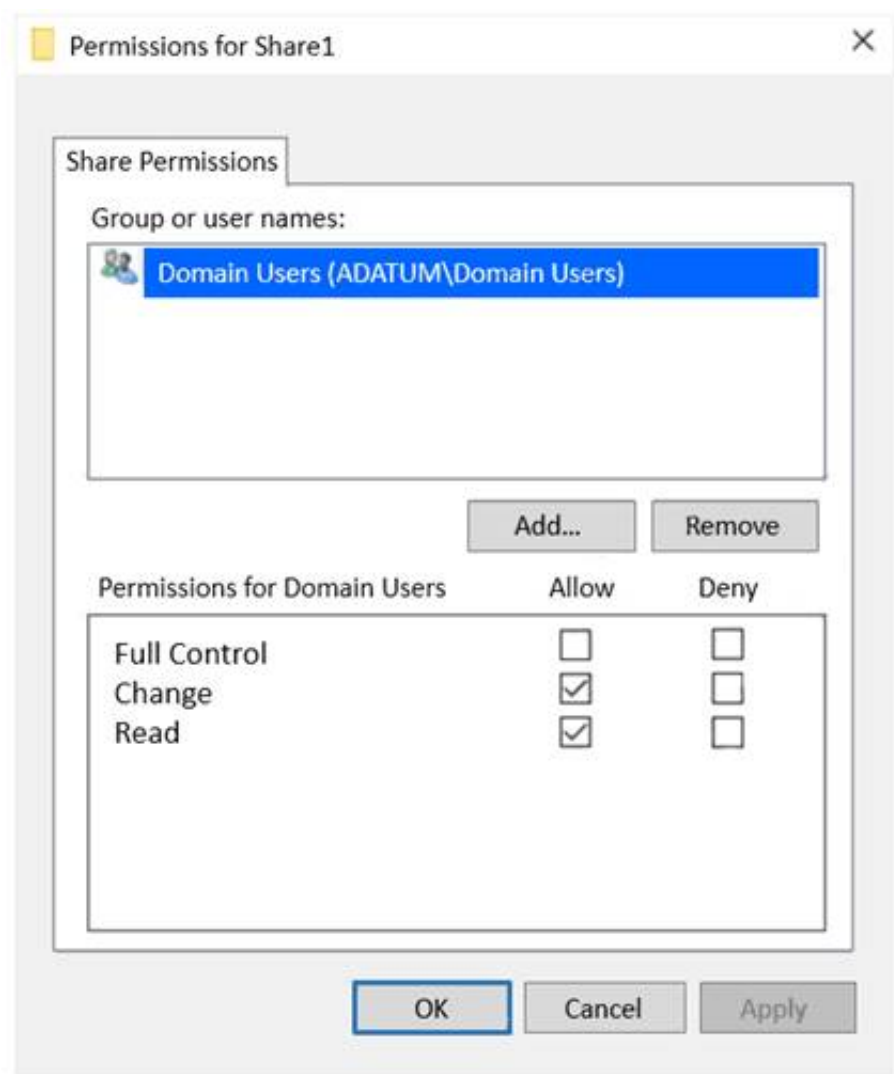 Permissions for Share1
Share Permissions
Group or user names:
Domain Users (ADATUM\Domain Users)
Add... Remove
Permissions for Domain Users Allow Deny
Full Control
Change
Read
OK Cancel Apply